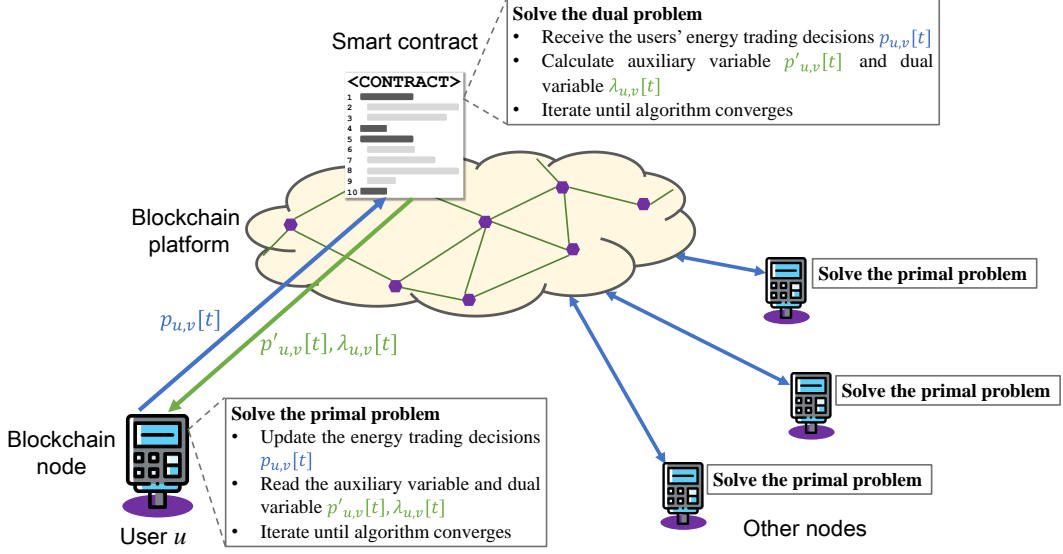 Smart contract
<CONTRACT>
1
2
3
4
5
6
7
8
9
10
Solve the dual problem
• Receive the users' energy trading decisions p_{u,v}[t]
• Calculate auxiliary variable p'_{u,v}[t] and dual
variable λ_{u,v}[t]
• Iterate until algorithm converges
Blockchain
platform
p_{u,v}[t]
p'_{u,v}[t], λ_{u,v}[t]
Solve the primal problem
Solve the primal problem
Solve the primal problem
Other nodes
Blockchain
node
User u
Solve the primal problem
• Update the energy trading decisions
p_{u,v}[t]
• Read the auxiliary variable and dual
variable p'_{u,v}[t], λ_{u,v}[t]
• Iterate until algorithm converges